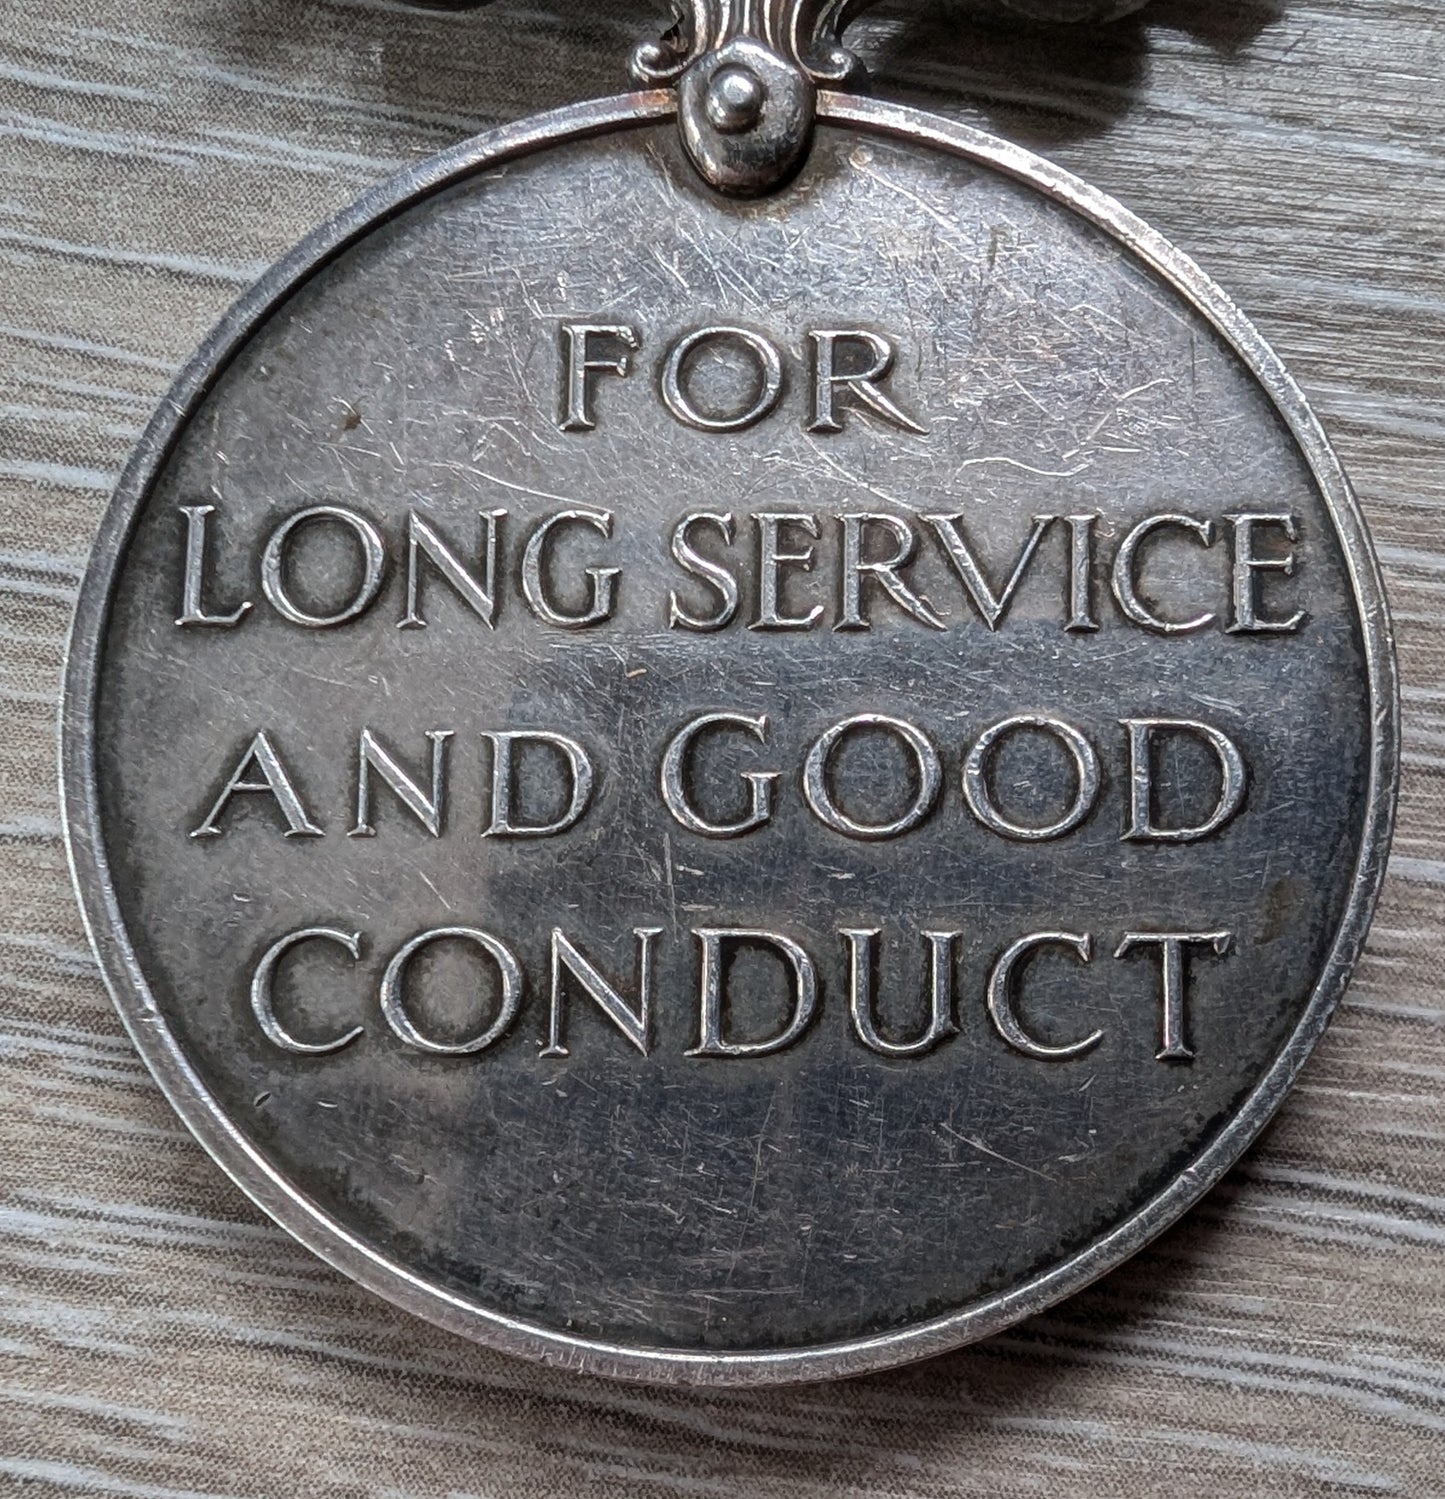 FOR
LONG SERVICE
AND GOOD
CONDUCT